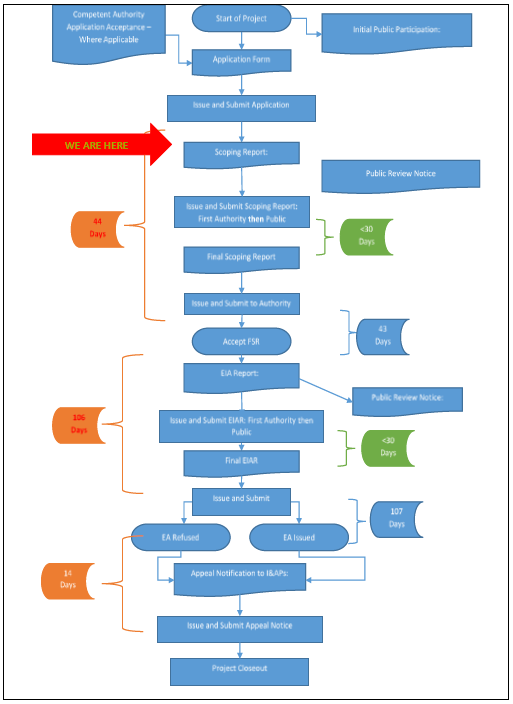 Competent Authority
Application Acceptance –
Where Applicable
Start of Project
Initial Public Participation:
Application Form
Issue and Submit Application
WE ARE HERE
Scoping Report:
Public Review Notice
Issue and Submit Scoping Report:
First Authority then Public
44
Days
<30
Days
Final Scoping Report
Issue and Submit to Authority
Accept FSR
43
Days
EIA Report:
Public Review Notice:
Issue and Submit EIAR: First Authority then
Public
106
Days
<30
Days
Final EIAR
Issue and Submit
107
Days
EA Refused
EA Issued
Appeal Notification to I&APs:
14
Days
Issue and Submit Appeal Notice
Project Closeout